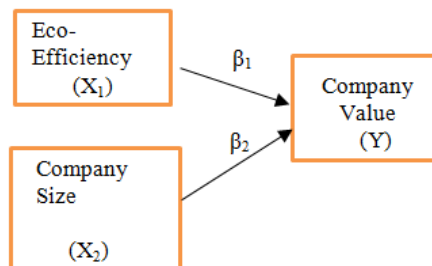 Eco-
Efficiency
(X₁)
β₁
Company
Value
(Y)
β₂
Company
Size
(X₂)